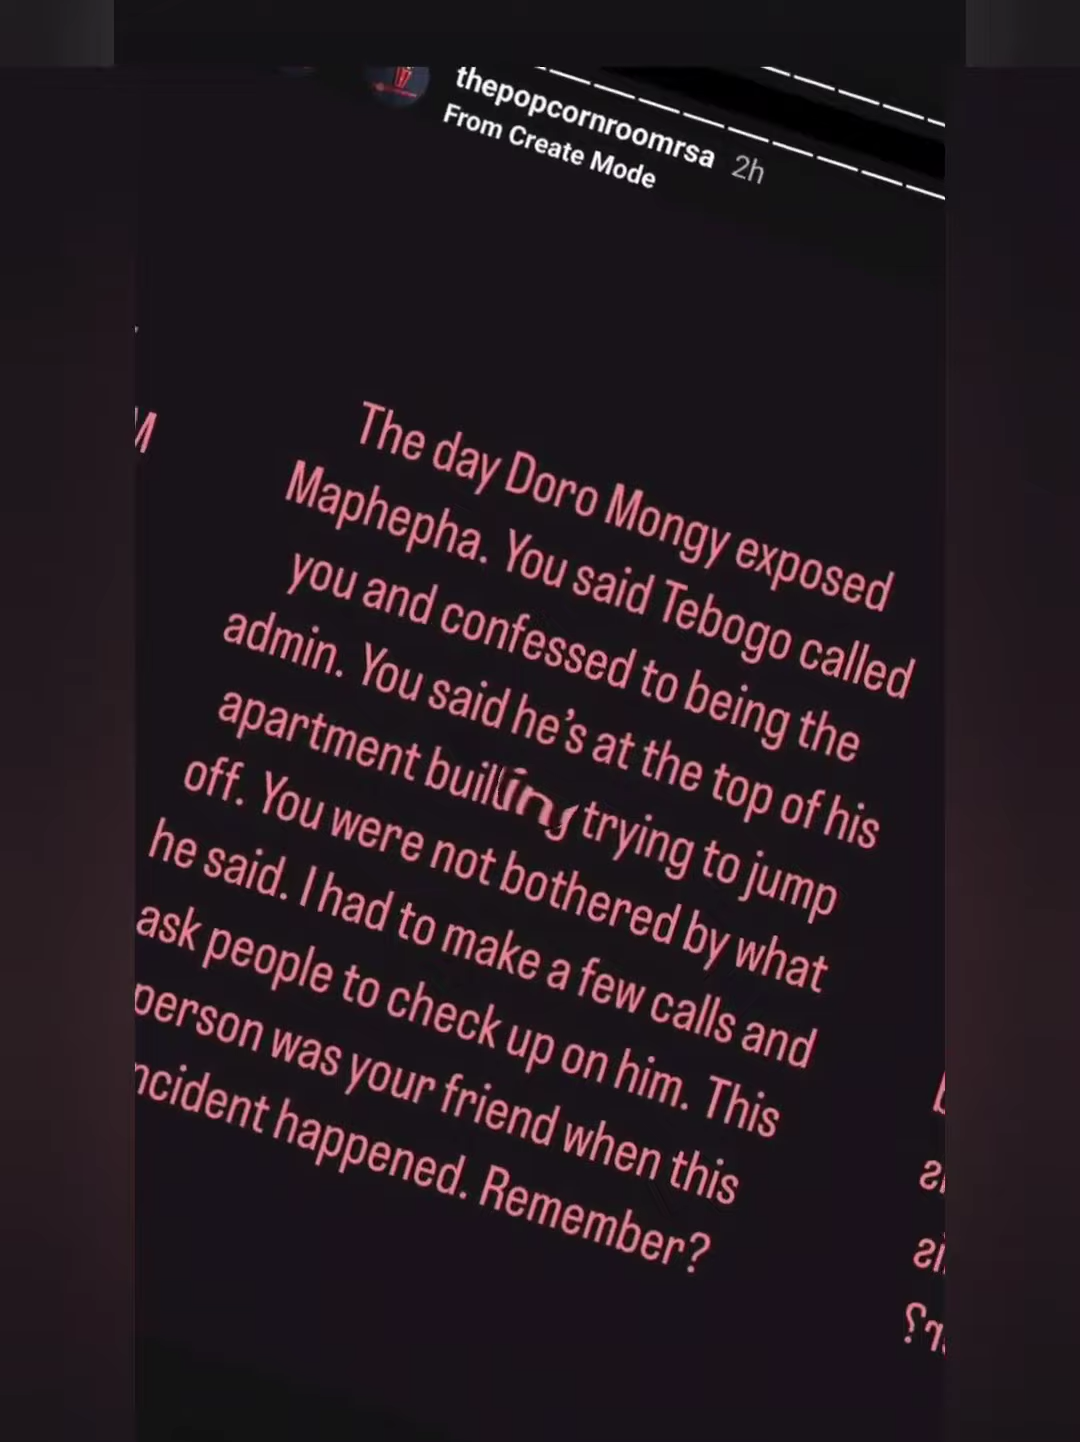 thepopcornroomrsa 2h
From Create Mode
The day Doro Mongy exposed
Maphepha. You said Tebogo called
you and confessed to being the
admin. You said he's at the top of his
apartment building trying to jump
off. You were not bothered by what
he said. I had to make a few calls and
ask people to check up on him. This
person was your friend when this
ncident happened. Remember?